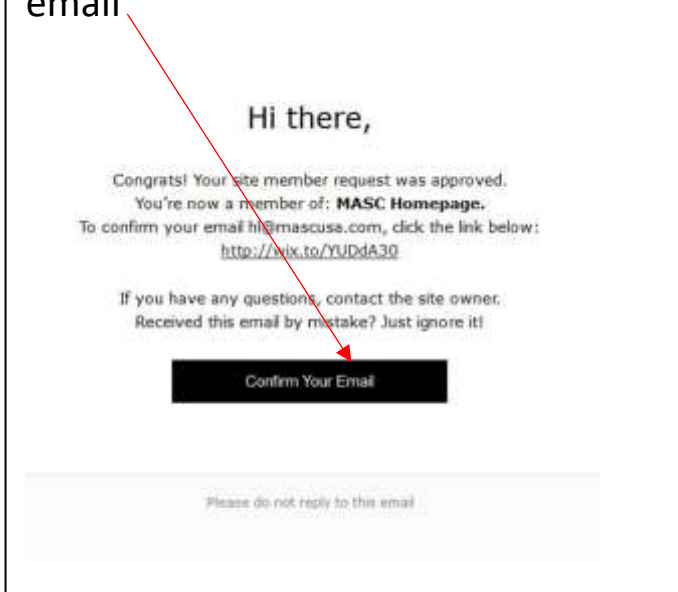 email
Hi there,
Congrats! Your site member request was approved.
You're now a member of: MASC Homepage.
To confirm your email hl@mascusa.com, click the link below:
http://wix.to/YUDdA30
If you have any questions, contact the site owner.
Received this email by mistake? Just ignore it!
Confirm Your Email
Please do not reply to this email